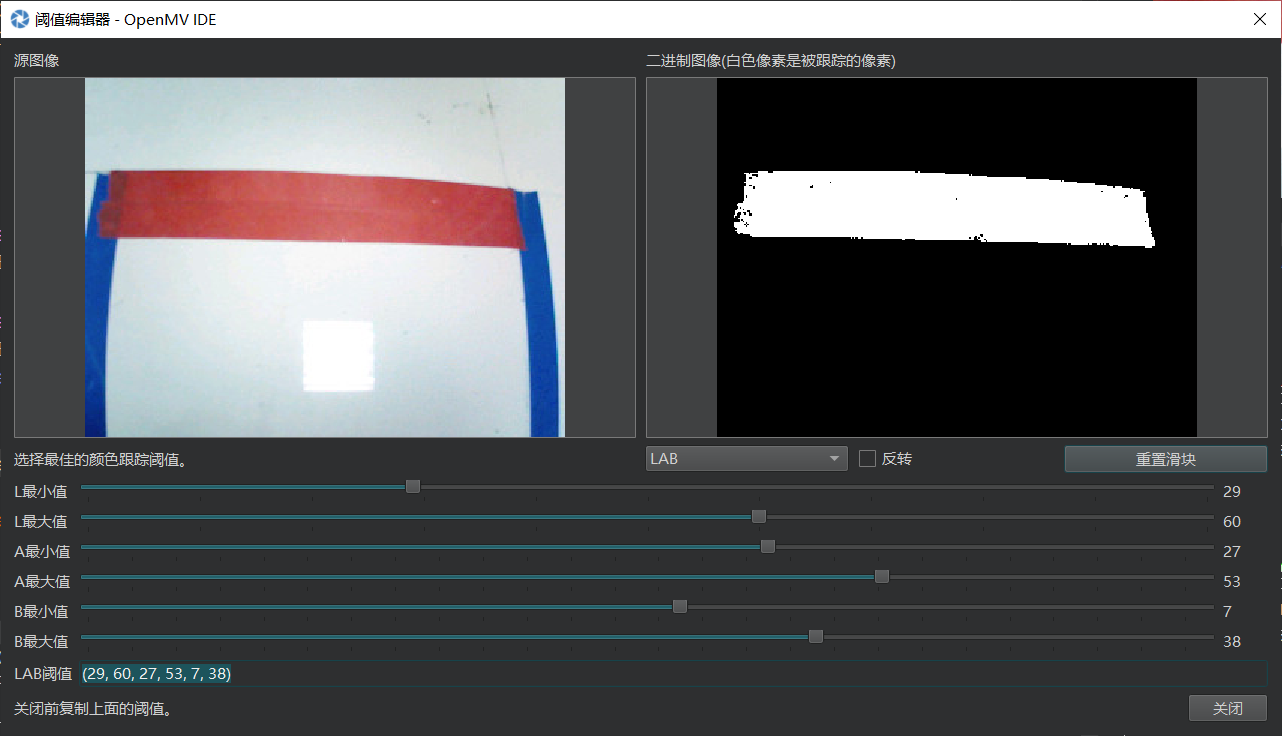 阈值编辑器 - OpenMV IDE
源图像
二进制图像(白色像素是被跟踪的像素)
选择最佳的颜色跟踪阈值。
LAB
反转
重置滑块
L最小值 29
L最大值 60
A最小值 27
A最大值 53
B最小值 7
B最大值 38
LAB阈值 (29, 60, 27, 53, 7, 38)
关闭前复制上面的阈值。
关闭